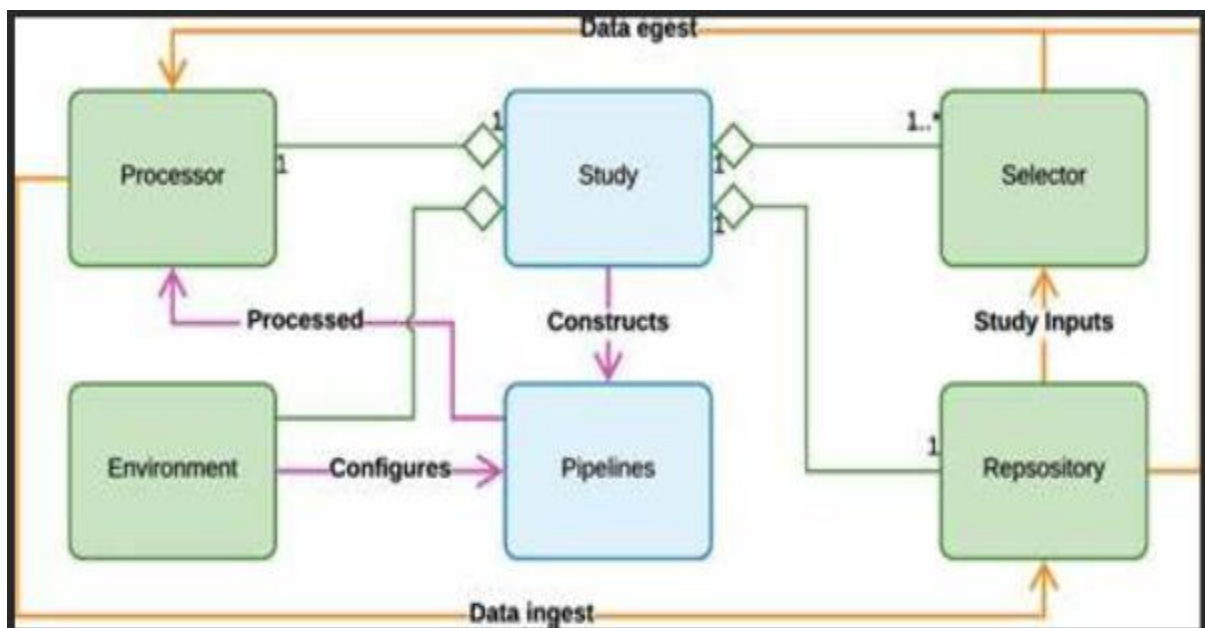 Data egest
1
1..*
Processor
1
1
Study
Selector
1
Processed
Constructs
Study Inputs
1
Environment
Configures
Pipelines
Repsository
Data ingest